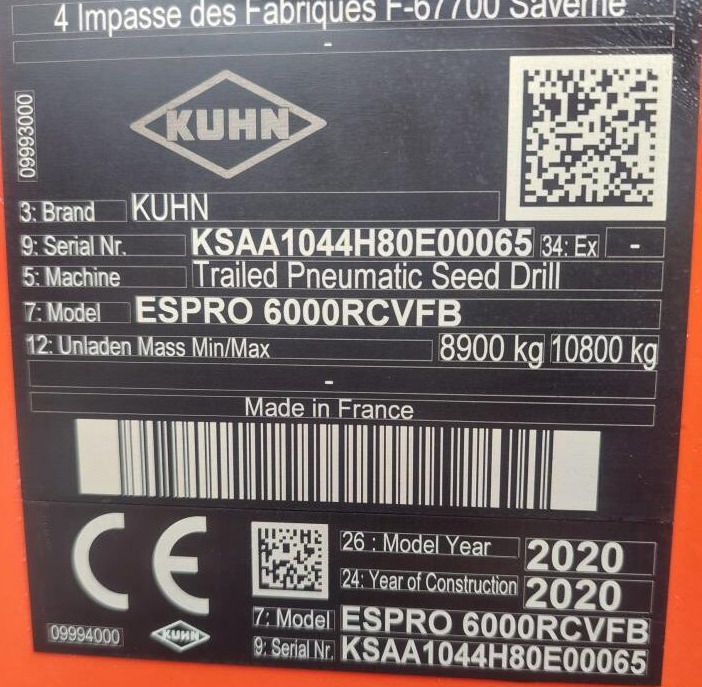 4 Impasse des Fabriques F-67700 Saverne
-
09993000
KUHN
3: Brand KUHN
9: Serial Nr. KSAA1044H80E00065 34: Ex -
5: Machine Trailed Pneumatic Seed Drill
7: Model ESPRO 6000RCVFB
12: Unladen Mass Min/Max 8900 kg 10800 kg
-
Made in France
CE
26 : Model Year 2020
24: Year of Construction 2020
7: Model ESPRO 6000RCVFB
09994000 KUHN
9: Serial Nr. KSAA1044H80E00065